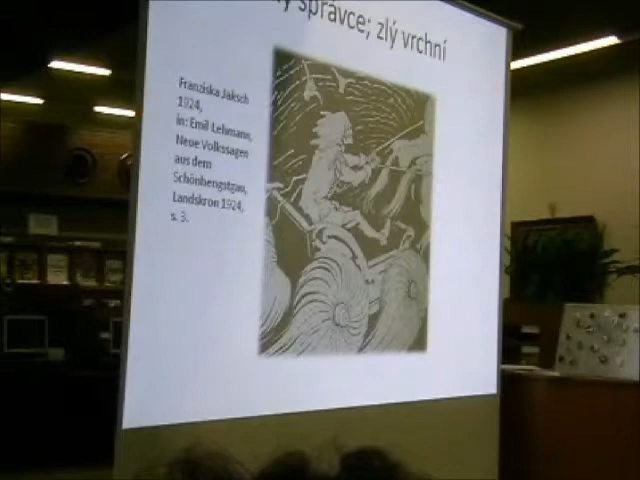 správce; zlý vrchní
Franziska Jaksch
1924,
in: Emil Lehmann,
Neue Volkssagen
aus dem
Schönhengstgau,
Landskron 1924,
s. 3.